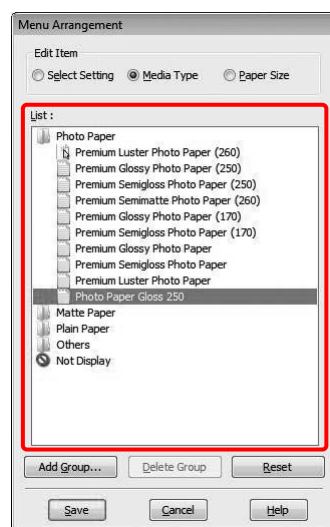 Menu Arrangement
Edit Item
Select Setting Media Type Paper Size
List :
Photo Paper
Premium Luster Photo Paper (260)
Premium Glossy Photo Paper (250)
Premium Semigloss Photo Paper (250)
Premium Semimatte Photo Paper (260)
Premium Glossy Photo Paper (170)
Premium Semigloss Photo Paper (170)
Premium Glossy Photo Paper
Premium Semigloss Photo Paper
Premium Luster Photo Paper
Photo Paper Gloss 250
Matte Paper
Plain Paper
Others
Not Display
Add Group... Delete Group Reset
Save Cancel Help